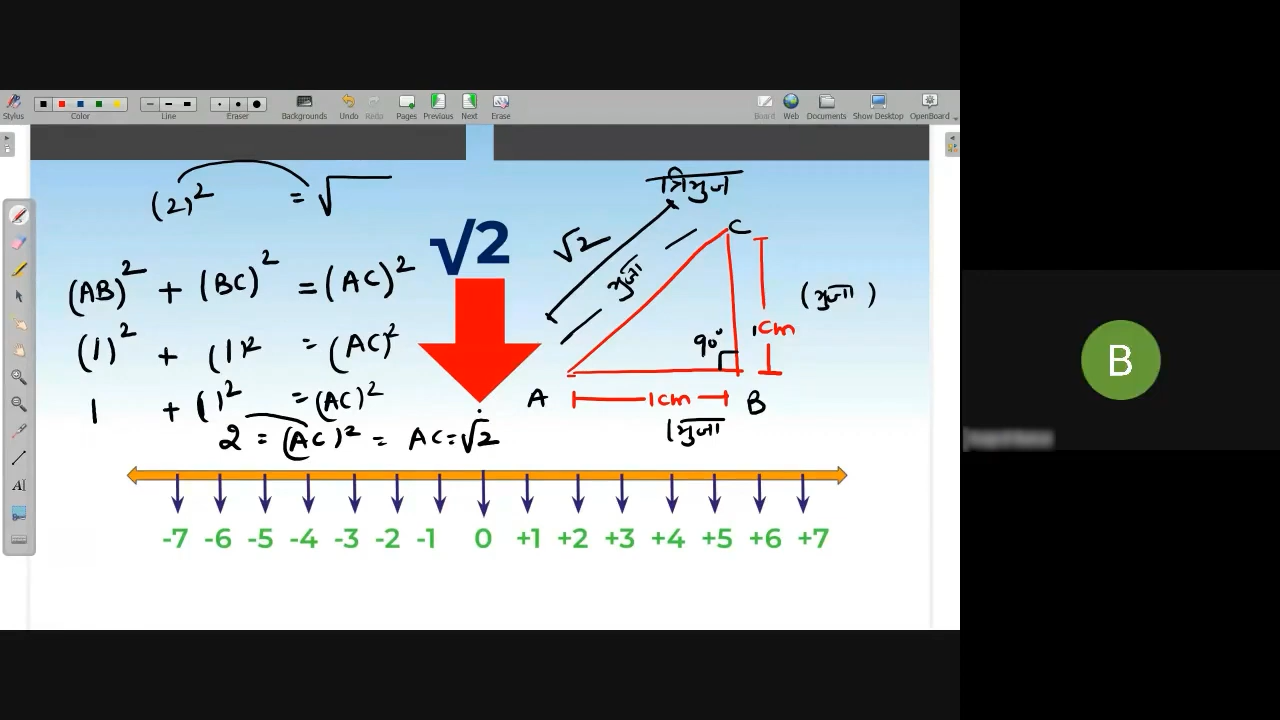 Stylus Color Line Eraser Backgrounds Undo Redo Pages Previous Next Erase Board Web Documents Show Desktop OpenBoard
(2)² = √
त्रिभुज
√2
(AB)² + (BC)² = (AC)²
(1)² + (1)² = (AC)²
1 + ()² = (AC)²
2 = (AC)² = AC = √2
√2
C
भुजा
(भुजा)
90°
1cm
A
1cm
B
(भुजा
-7 -6 -5 -4 -3 -2 -1 0 +1 +2 +3 +4 +5 +6 +7
B